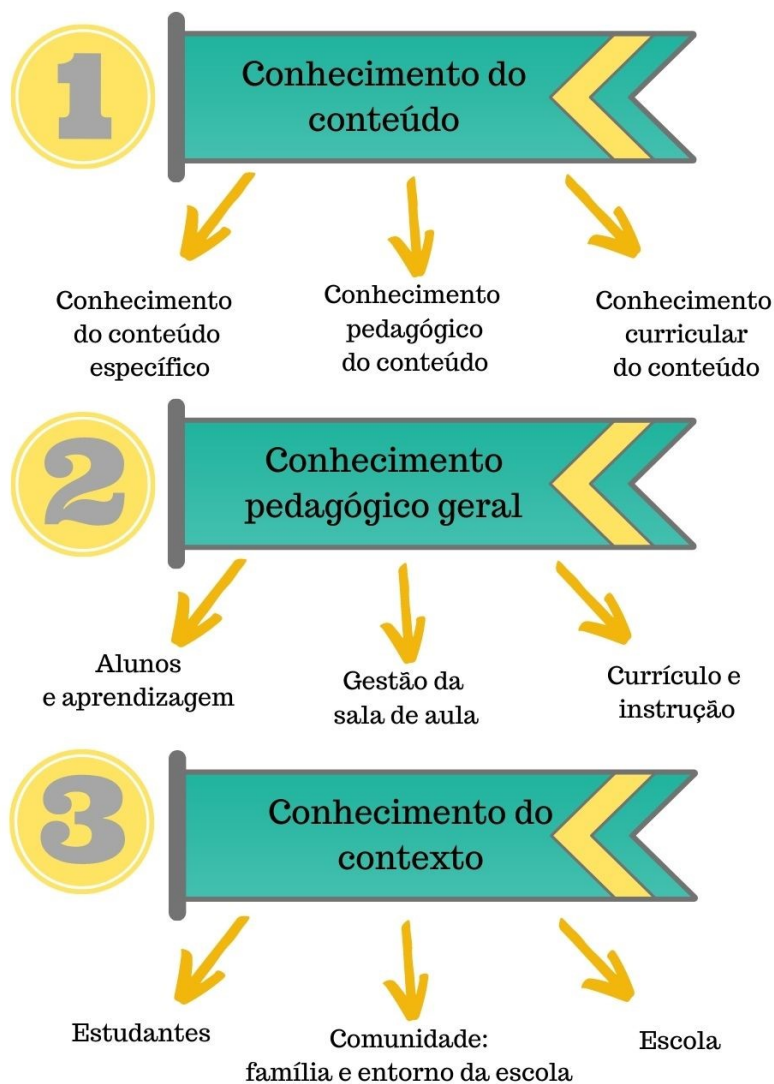 1
Conhecimento do
conteúdo
Conhecimento
do conteúdo
específico
Conhecimento
pedagógico
do conteúdo
Conhecimento
curricular
do conteúdo
2
Conhecimento
pedagógico geral
Alunos
e aprendizagem
Gestão da
sala de aula
Currículo e
instrução
3
Conhecimento do
contexto
Estudantes
Comunidade:
família e entorno da escola
Escola